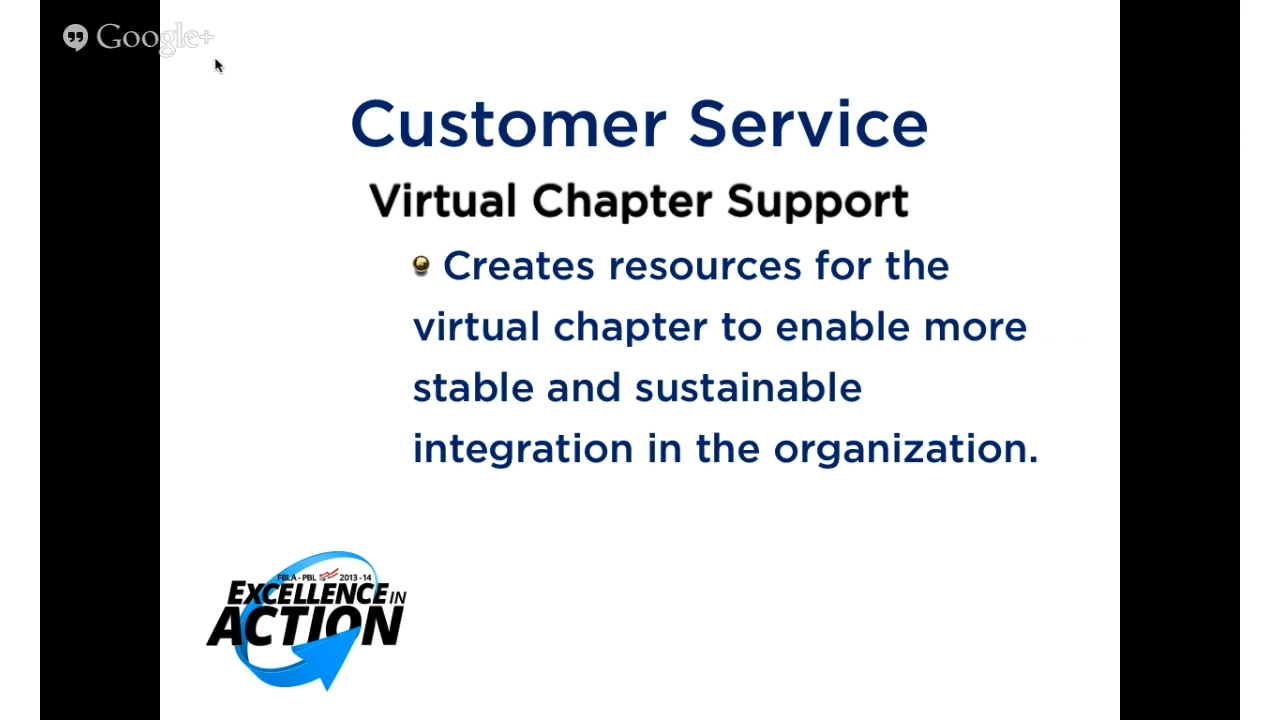 Google+
Customer Service
Virtual Chapter Support
Creates resources for the
virtual chapter to enable more
stable and sustainable
integration in the organization.
FBLA-PBL 2013-14
EXCELLENCE IN
ACTION